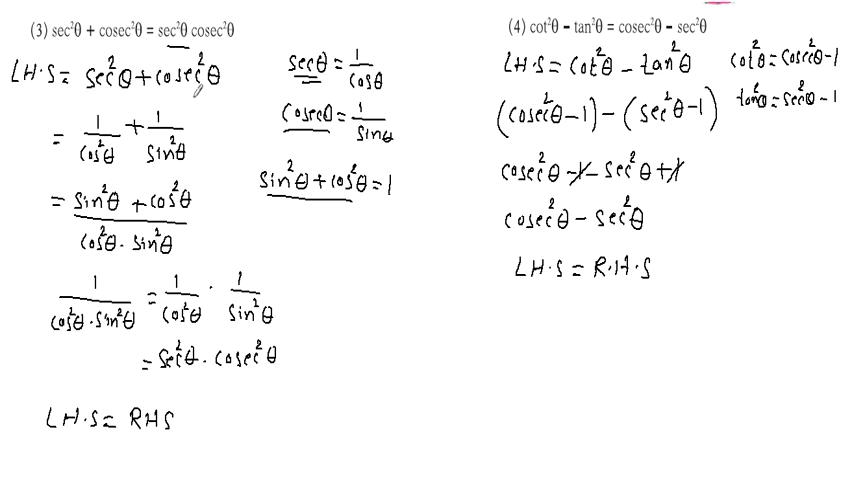 (3) sec²θ + cosec²θ = sec²θ cosec²θ
LH·S = sec²θ + cosec²θ
= 1/cos²θ + 1/sin²θ
= sin²θ + cos²θ / cos²θ · sin²θ
1/cos²θ · sin²θ = 1/cos²θ · 1/sin²θ
= sec²θ · cosec²θ
LH·S = RHS
secθ = 1/cosθ
cosecθ = 1/sinθ
sin²θ + cos²θ = 1
(4) cot²θ – tan²θ = cosec²θ – sec²θ
LH·S = cot²θ – tan²θ
(cosec²θ – 1) – (sec²θ – 1)
cosec²θ – 1 – sec²θ + 1
cosec²θ – sec²θ
LH·S = R·H·S
cot²θ = cosec²θ – 1
tan²θ = sec²θ – 1